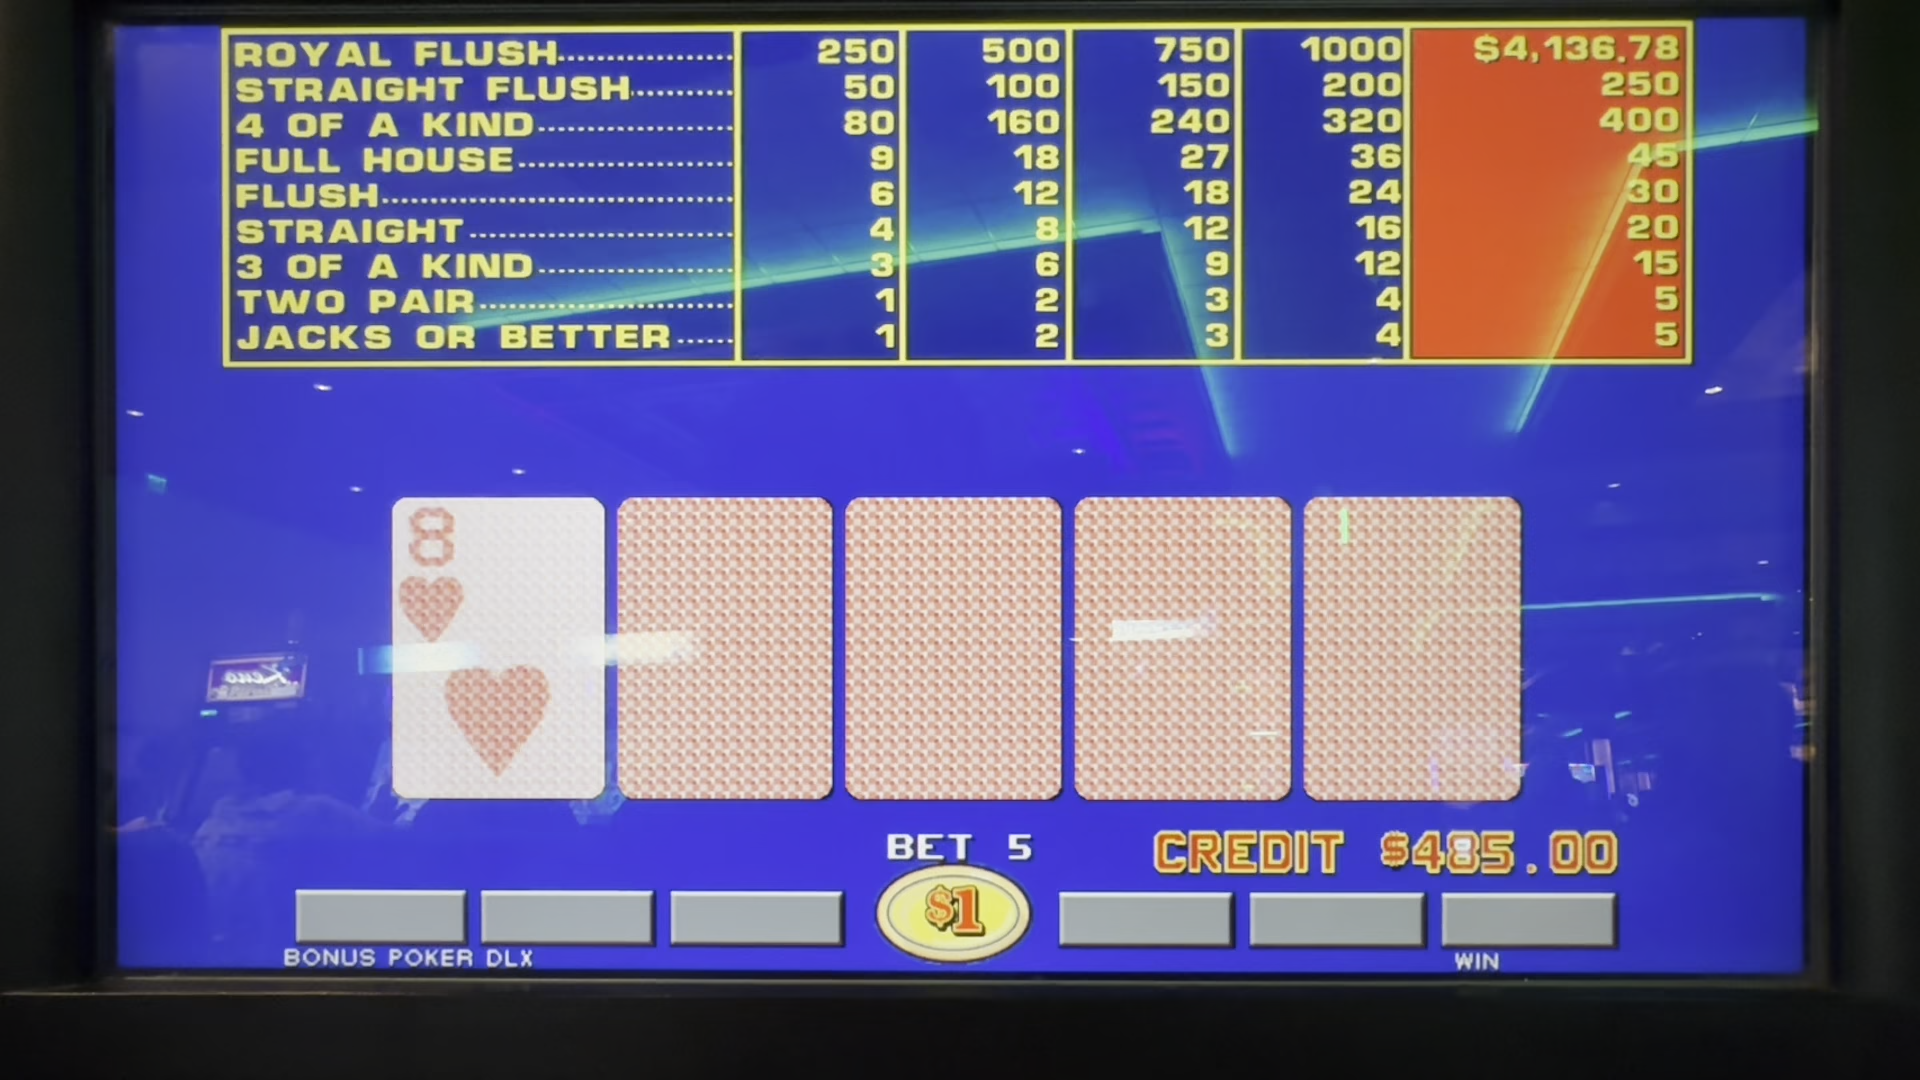 ROYAL FLUSH 250 500 750 1000 $4,136.78
STRAIGHT FLUSH 50 100 150 200 250
4 OF A KIND 80 160 240 320 400
FULL HOUSE 9 18 27 36 45
FLUSH 6 12 18 24 30
STRAIGHT 4 8 12 16 20
3 OF A KIND 3 6 9 12 15
TWO PAIR 1 2 3 4 5
JACKS OR BETTER 1 2 3 4 5
8
Keno
BET 5 CREDIT $485.00
$1
BONUS POKER DLX WIN